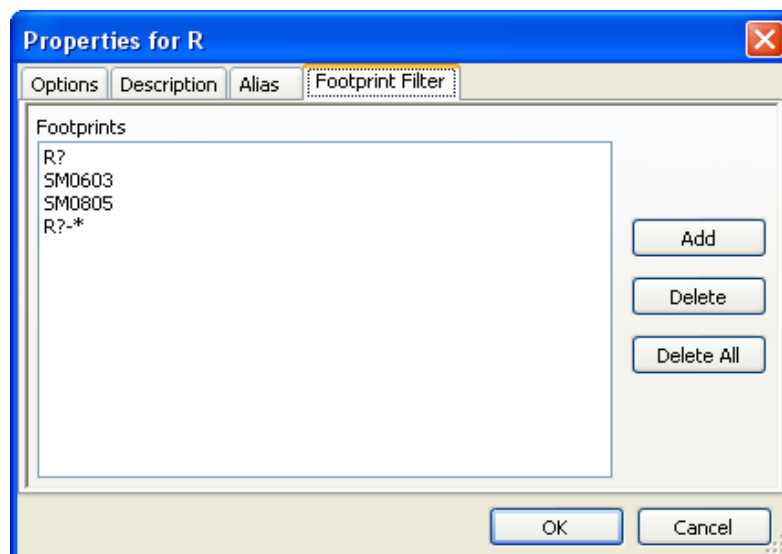 Properties for R
Options Description Alias Footprint Filter
Footprints
R?
SM0603
SM0805
R?-*
Add
Delete
Delete All
OK Cancel